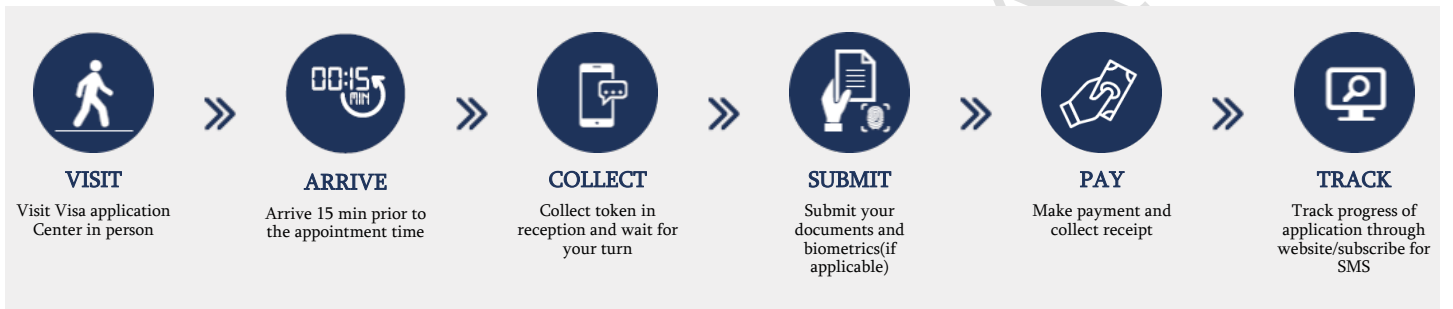 VISIT
Visit Visa application
Center in person
00:15
MIN
ARRIVE
Arrive 15 min prior to
the appointment time
COLLECT
Collect token in
reception and wait for
your turn
SUBMIT
Submit your
documents and
biometrics(if
applicable)
PAY
Make payment and
collect receipt
TRACK
Track progress of
application through
website/subscribe for
SMS